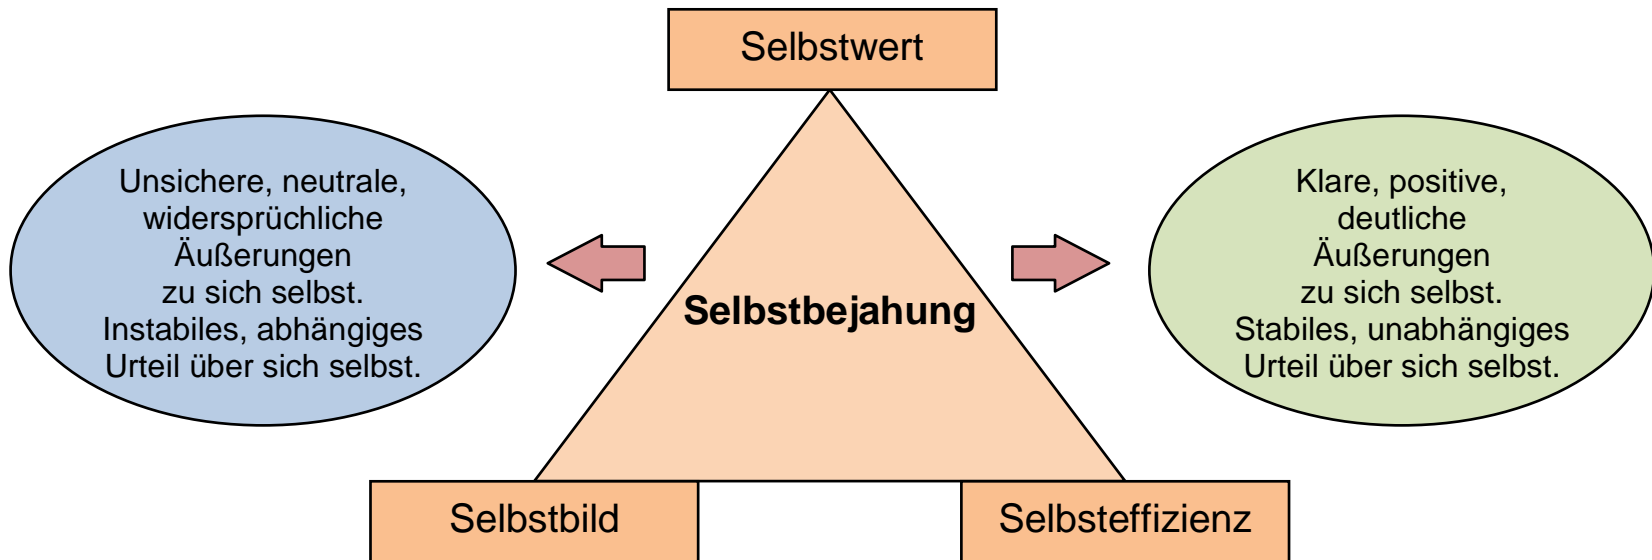 Selbstwert
Unsichere, neutrale,
widersprüchliche
Äußerungen
zu sich selbst.
Instabiles, abhängiges
Urteil über sich selbst.
Selbstbejahung
Klare, positive,
deutliche
Äußerungen
zu sich selbst.
Stabiles, unabhängiges
Urteil über sich selbst.
Selbstbild
Selbsteffizienz